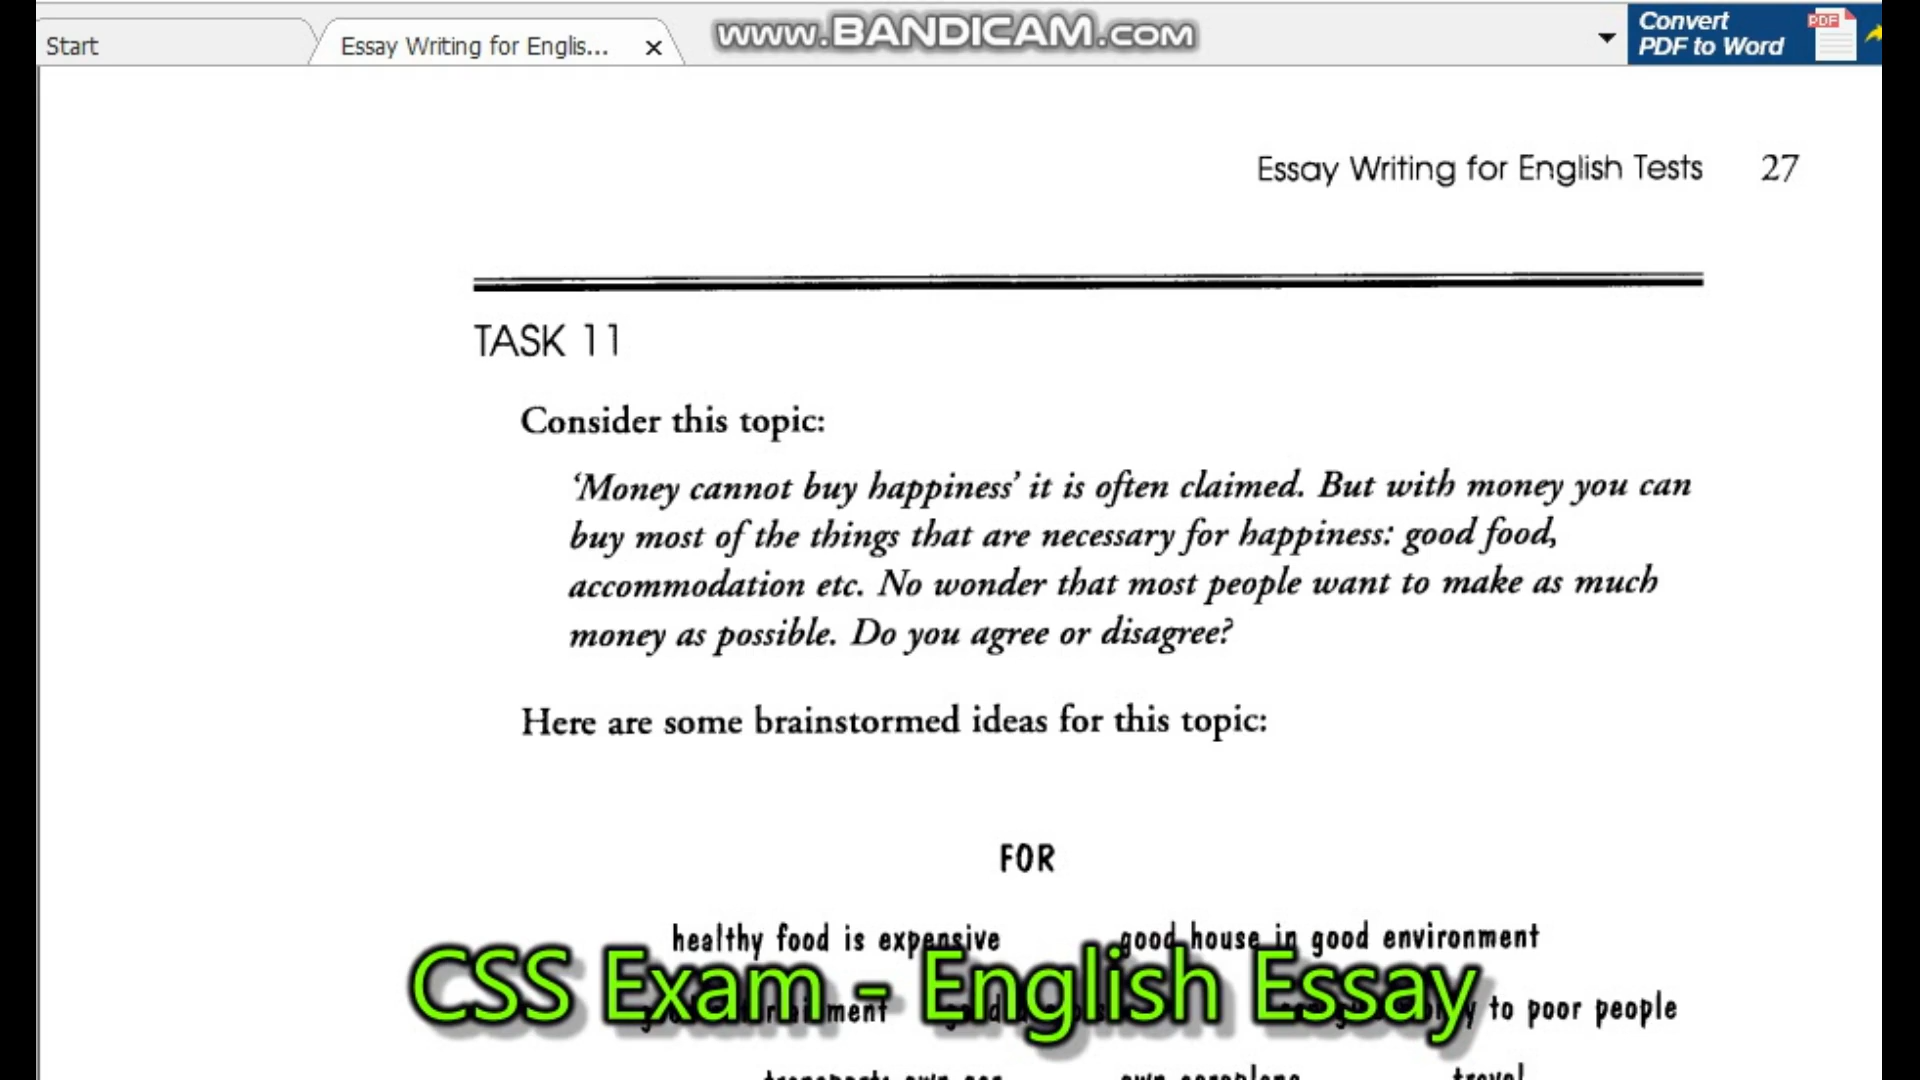 www.BANDICAM.com
Start
Essay Writing for Englis...
Convert
PDF to Word
PDF
Essay Writing for English Tests 27
TASK 11
Consider this topic:
‘Money cannot buy happiness’ it is often claimed. But with money you can
buy most of the things that are necessary for happiness: good food,
accommodation etc. No wonder that most people want to make as much
money as possible. Do you agree or disagree?
Here are some brainstormed ideas for this topic:
FOR
healthy food is expensive good house in good environment
CSS Exam - English Essay
to poor people
own aeroplane travel